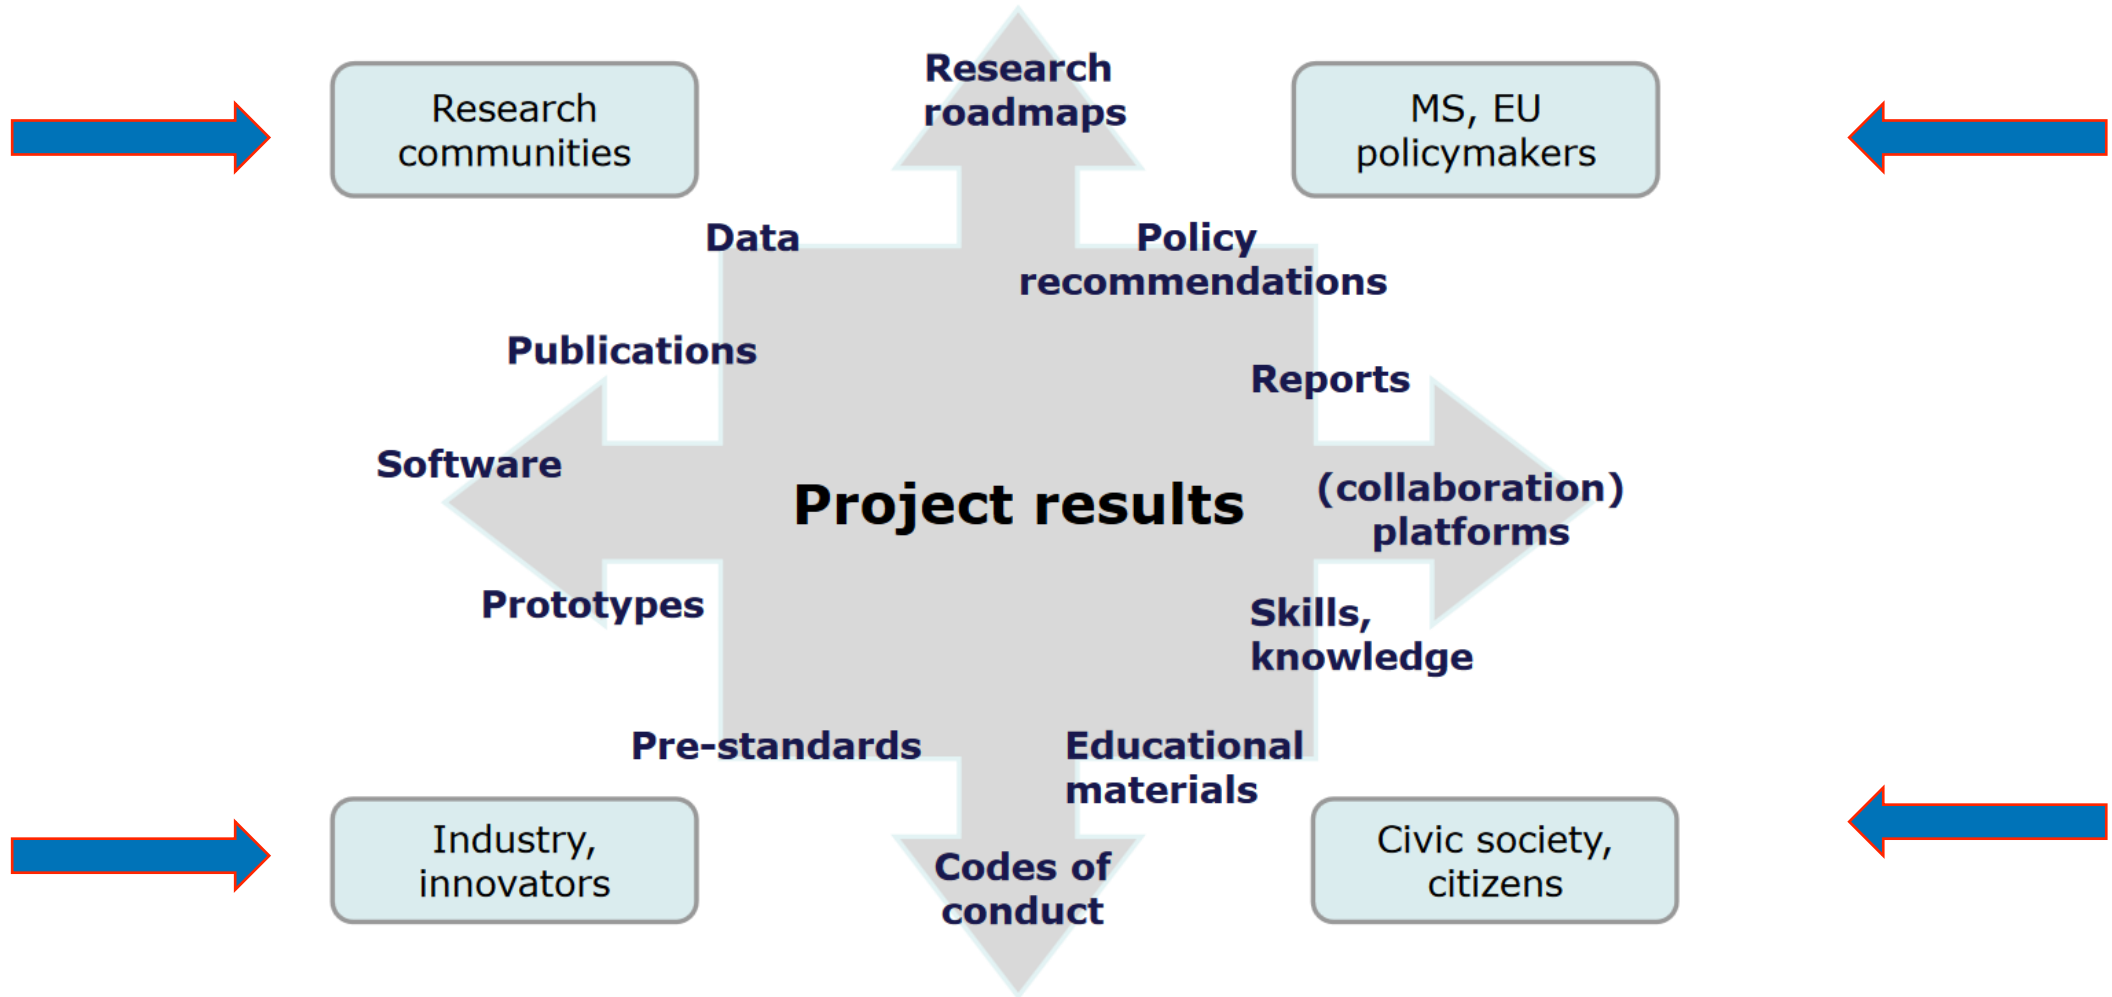 Research
roadmaps
Research
communities
MS, EU
policymakers
Data
Policy
recommendations
Publications
Reports
Software
(collaboration)
platforms
Project results
Prototypes
Skills,
knowledge
Pre-standards
Educational
materials
Industry,
innovators
Codes of
conduct
Civic society,
citizens